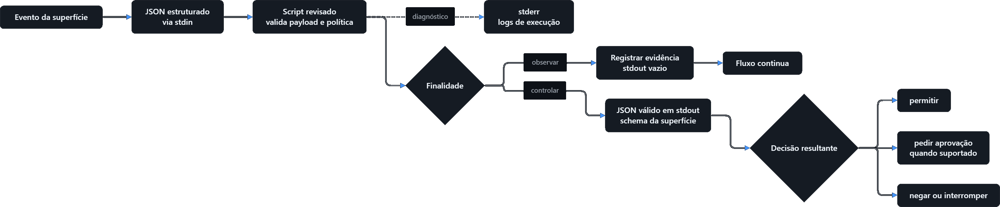 Evento da superfície
JSON estruturado
via stdin
Script revisado
valida payload e política
diagnóstico
stderr
logs de execução
Finalidade
observar
Registrar evidência
stdout vazio
Fluxo continua
controlar
JSON válido em stdout
schema da superfície
Decisão resultante
permitir
pedir aprovação
quando suportado
negar ou interromper